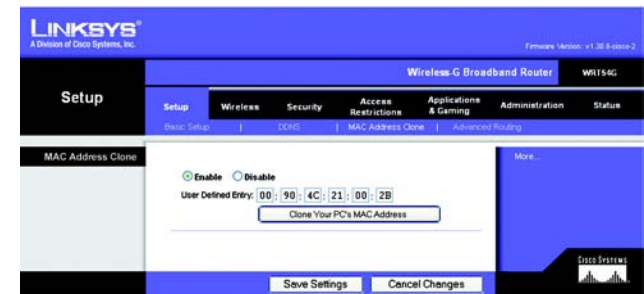 LINKSYS®
A Division of Cisco Systems, Inc.
Firmware Version: v1.30.8-cisco-2
Wireless-G Broadband Router WRT54G
Setup
Setup Wireless Security Access Restrictions Applications & Gaming Administration Status
Basic Setup | DDNS | MAC Address Clone | Advanced Routing
MAC Address Clone
Enable Disable
More...
User Defined Entry: 00 : 90 : 4C : 21 : 00 : 2B
Clone Your PC's MAC Address
CISCO SYSTEMS
Save Settings Cancel Changes